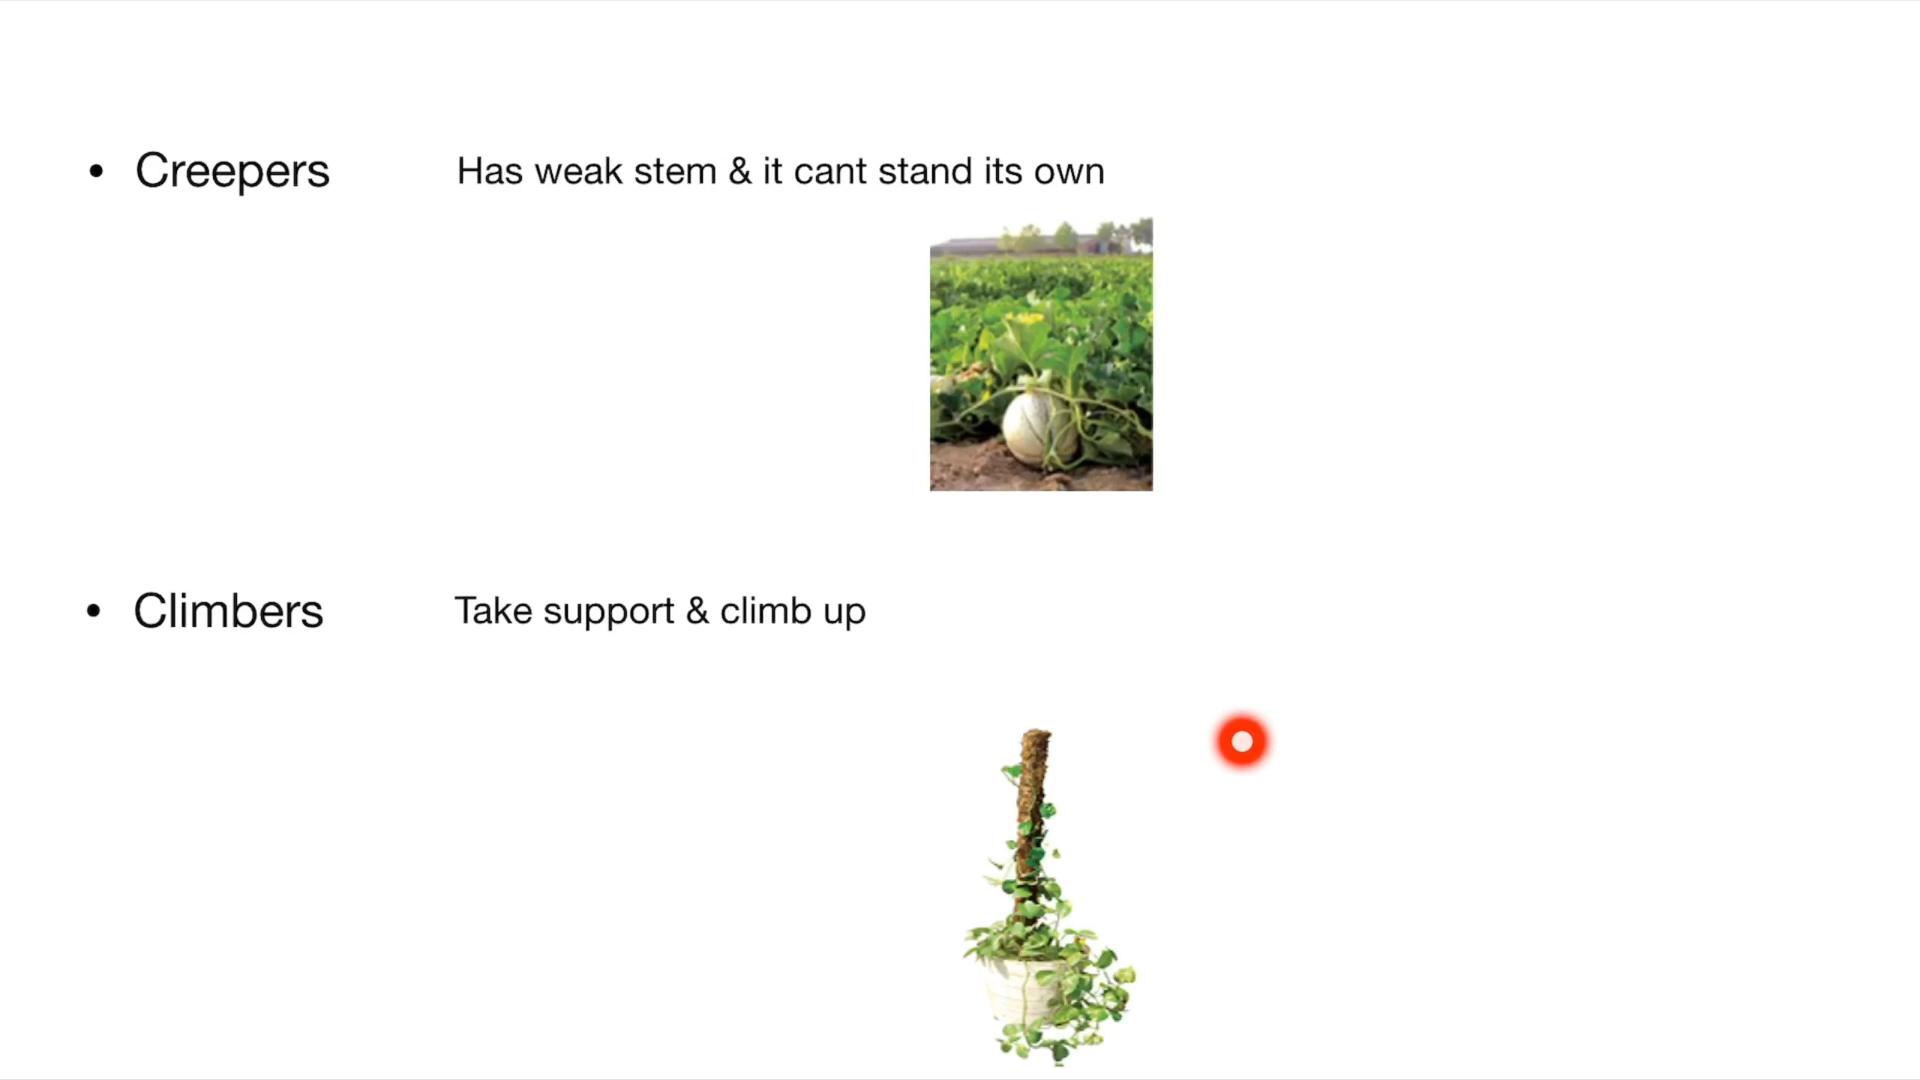 • Creepers Has weak stem & it cant stand its own
• Climbers Take support & climb up